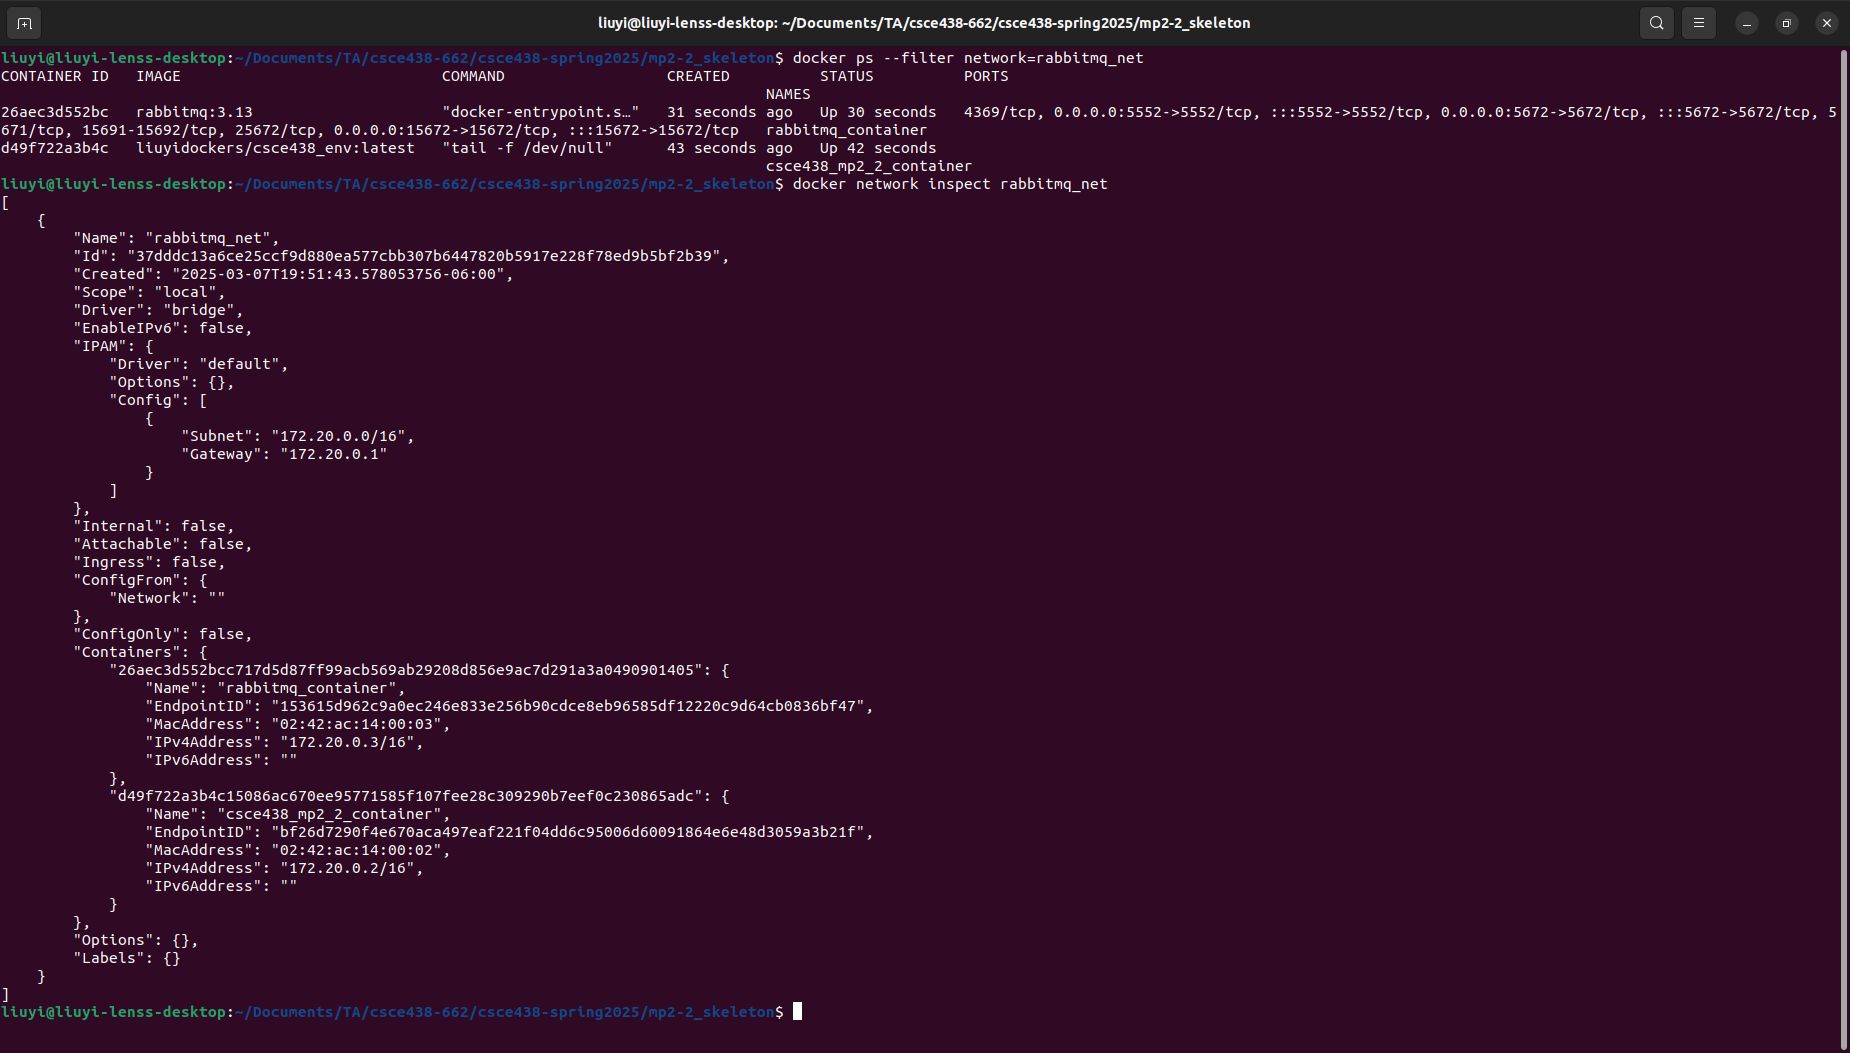 liuyi@liuyi-lenss-desktop: ~/Documents/TA/csce438-662/csce438-spring2025/mp2-2_skeleton
liuyi@liuyi-lenss-desktop:~/Documents/TA/csce438-662/csce438-spring2025/mp2-2_skeleton$ docker ps --filter network=rabbitmq_net
CONTAINER ID   IMAGE                             COMMAND                  CREATED          STATUS          PORTS
                                                                                     NAMES
26aec3d552bc   rabbitmq:3.13                     "docker-entrypoint.s…"   31 seconds ago   Up 30 seconds   4369/tcp, 0.0.0.0:5552->5552/tcp, :::5552->5552/tcp, 0.0.0.0:5672->5672/tcp, :::5672->5672/tcp, 5
671/tcp, 15691-15692/tcp, 25672/tcp, 0.0.0.0:15672->15672/tcp, :::15672->15672/tcp   rabbitmq_container
d49f722a3b4c   liuyidockers/csce438_env:latest   "tail -f /dev/null"      43 seconds ago   Up 42 seconds
                                                                                     csce438_mp2_2_container
liuyi@liuyi-lenss-desktop:~/Documents/TA/csce438-662/csce438-spring2025/mp2-2_skeleton$ docker network inspect rabbitmq_net
[
    {
        "Name": "rabbitmq_net",
        "Id": "37dddc13a6ce25ccf9d880ea577cbb307b6447820b5917e228f78ed9b5bf2b39",
        "Created": "2025-03-07T19:51:43.578053756-06:00",
        "Scope": "local",
        "Driver": "bridge",
        "EnableIPv6": false,
        "IPAM": {
            "Driver": "default",
            "Options": {},
            "Config": [
                {
                    "Subnet": "172.20.0.0/16",
                    "Gateway": "172.20.0.1"
                }
            ]
        },
        "Internal": false,
        "Attachable": false,
        "Ingress": false,
        "ConfigFrom": {
            "Network": ""
        },
        "ConfigOnly": false,
        "Containers": {
            "26aec3d552bcc717d5d87ff99acb569ab29208d856e9ac7d291a3a0490901405": {
                "Name": "rabbitmq_container",
                "EndpointID": "153615d962c9a0ec246e833e256b90cdce8eb96585df12220c9d64cb0836bf47",
                "MacAddress": "02:42:ac:14:00:03",
                "IPv4Address": "172.20.0.3/16",
                "IPv6Address": ""
            },
            "d49f722a3b4c15086ac670ee95771585f107fee28c309290b7eef0c230865adc": {
                "Name": "csce438_mp2_2_container",
                "EndpointID": "bf26d7290f4e670aca497eaf221f04dd6c95006d60091864e6e48d3059a3b21f",
                "MacAddress": "02:42:ac:14:00:02",
                "IPv4Address": "172.20.0.2/16",
                "IPv6Address": ""
            }
        },
        "Options": {},
        "Labels": {}
    }
]
liuyi@liuyi-lenss-desktop:~/Documents/TA/csce438-662/csce438-spring2025/mp2-2_skeleton$